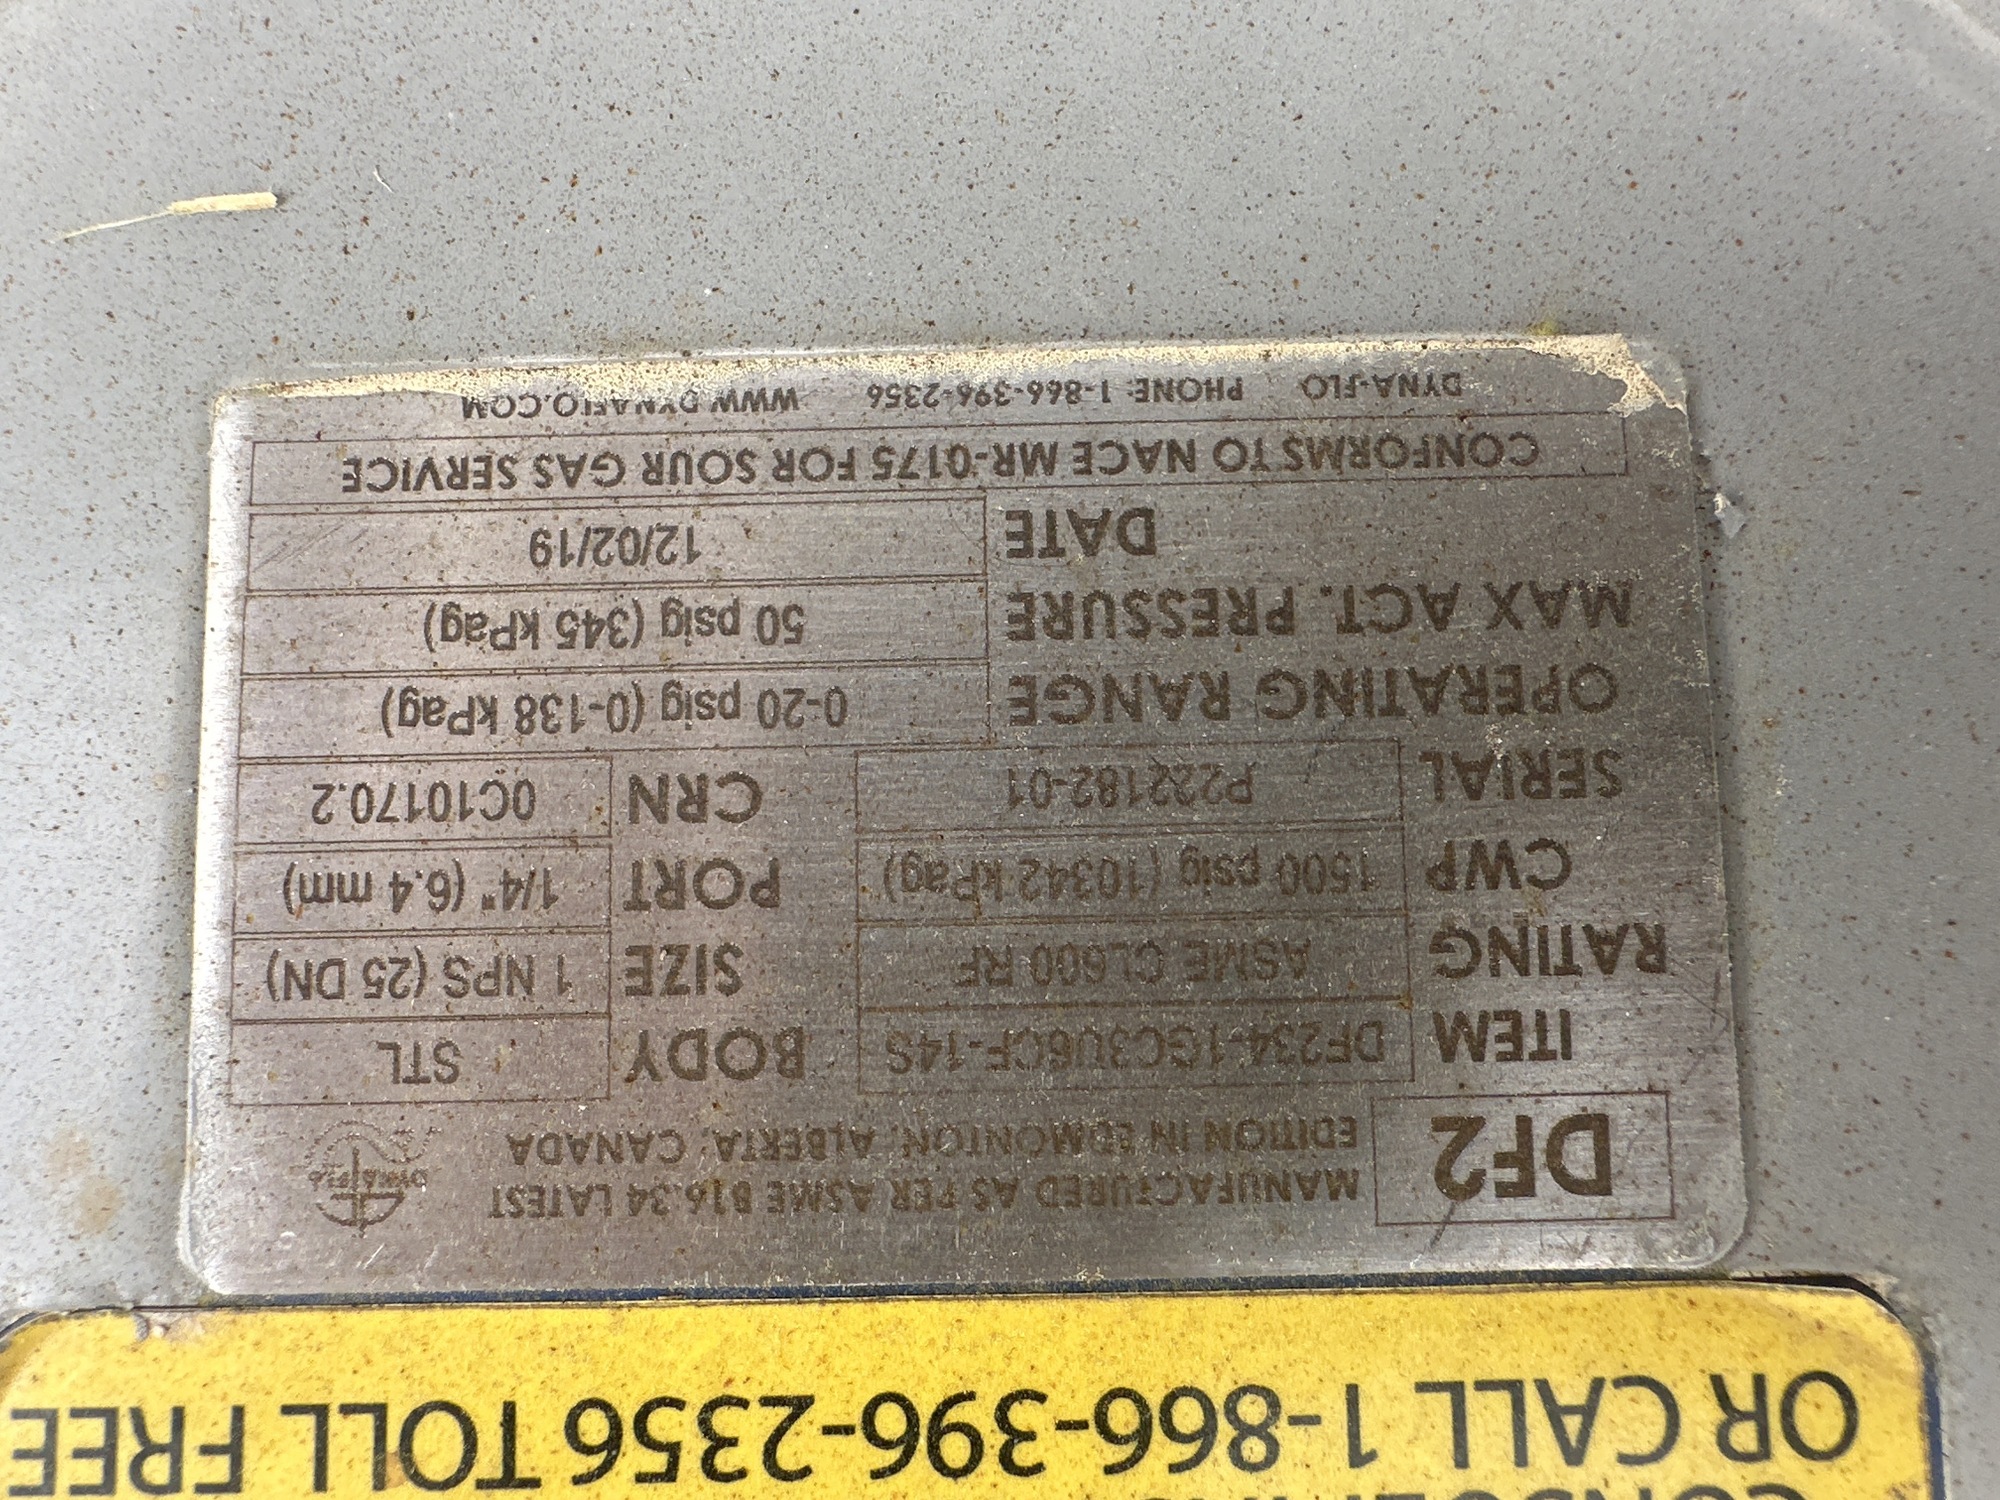 DF2
MANUFACTURED AS PER ASME B16.34 LATEST
EDITION IN EDMONTON, ALBERTA, CANADA
DYNA-FLO
ITEM DF234-1GC3U6CF-14S BODY STL
RATING ASME CL600 RF SIZE 1 NPS (25 DN)
CWP 1500 psig (10342 kPag) PORT 1/4" (6.4 mm)
SERIAL P222182-01 CRN 0C10170.2
OPERATING RANGE 0-20 psig (0-138 kPag)
MAX ACT. PRESSURE 50 psig (345 kPag)
DATE 12/02/19
CONFORMS TO NACE MR-0175 FOR SOUR GAS SERVICE
DYNA-FLO PHONE: 1-866-396-2356 WWW.DYNAFLO.COM
OR CALL 1-866-396-2356 TOLL FREE